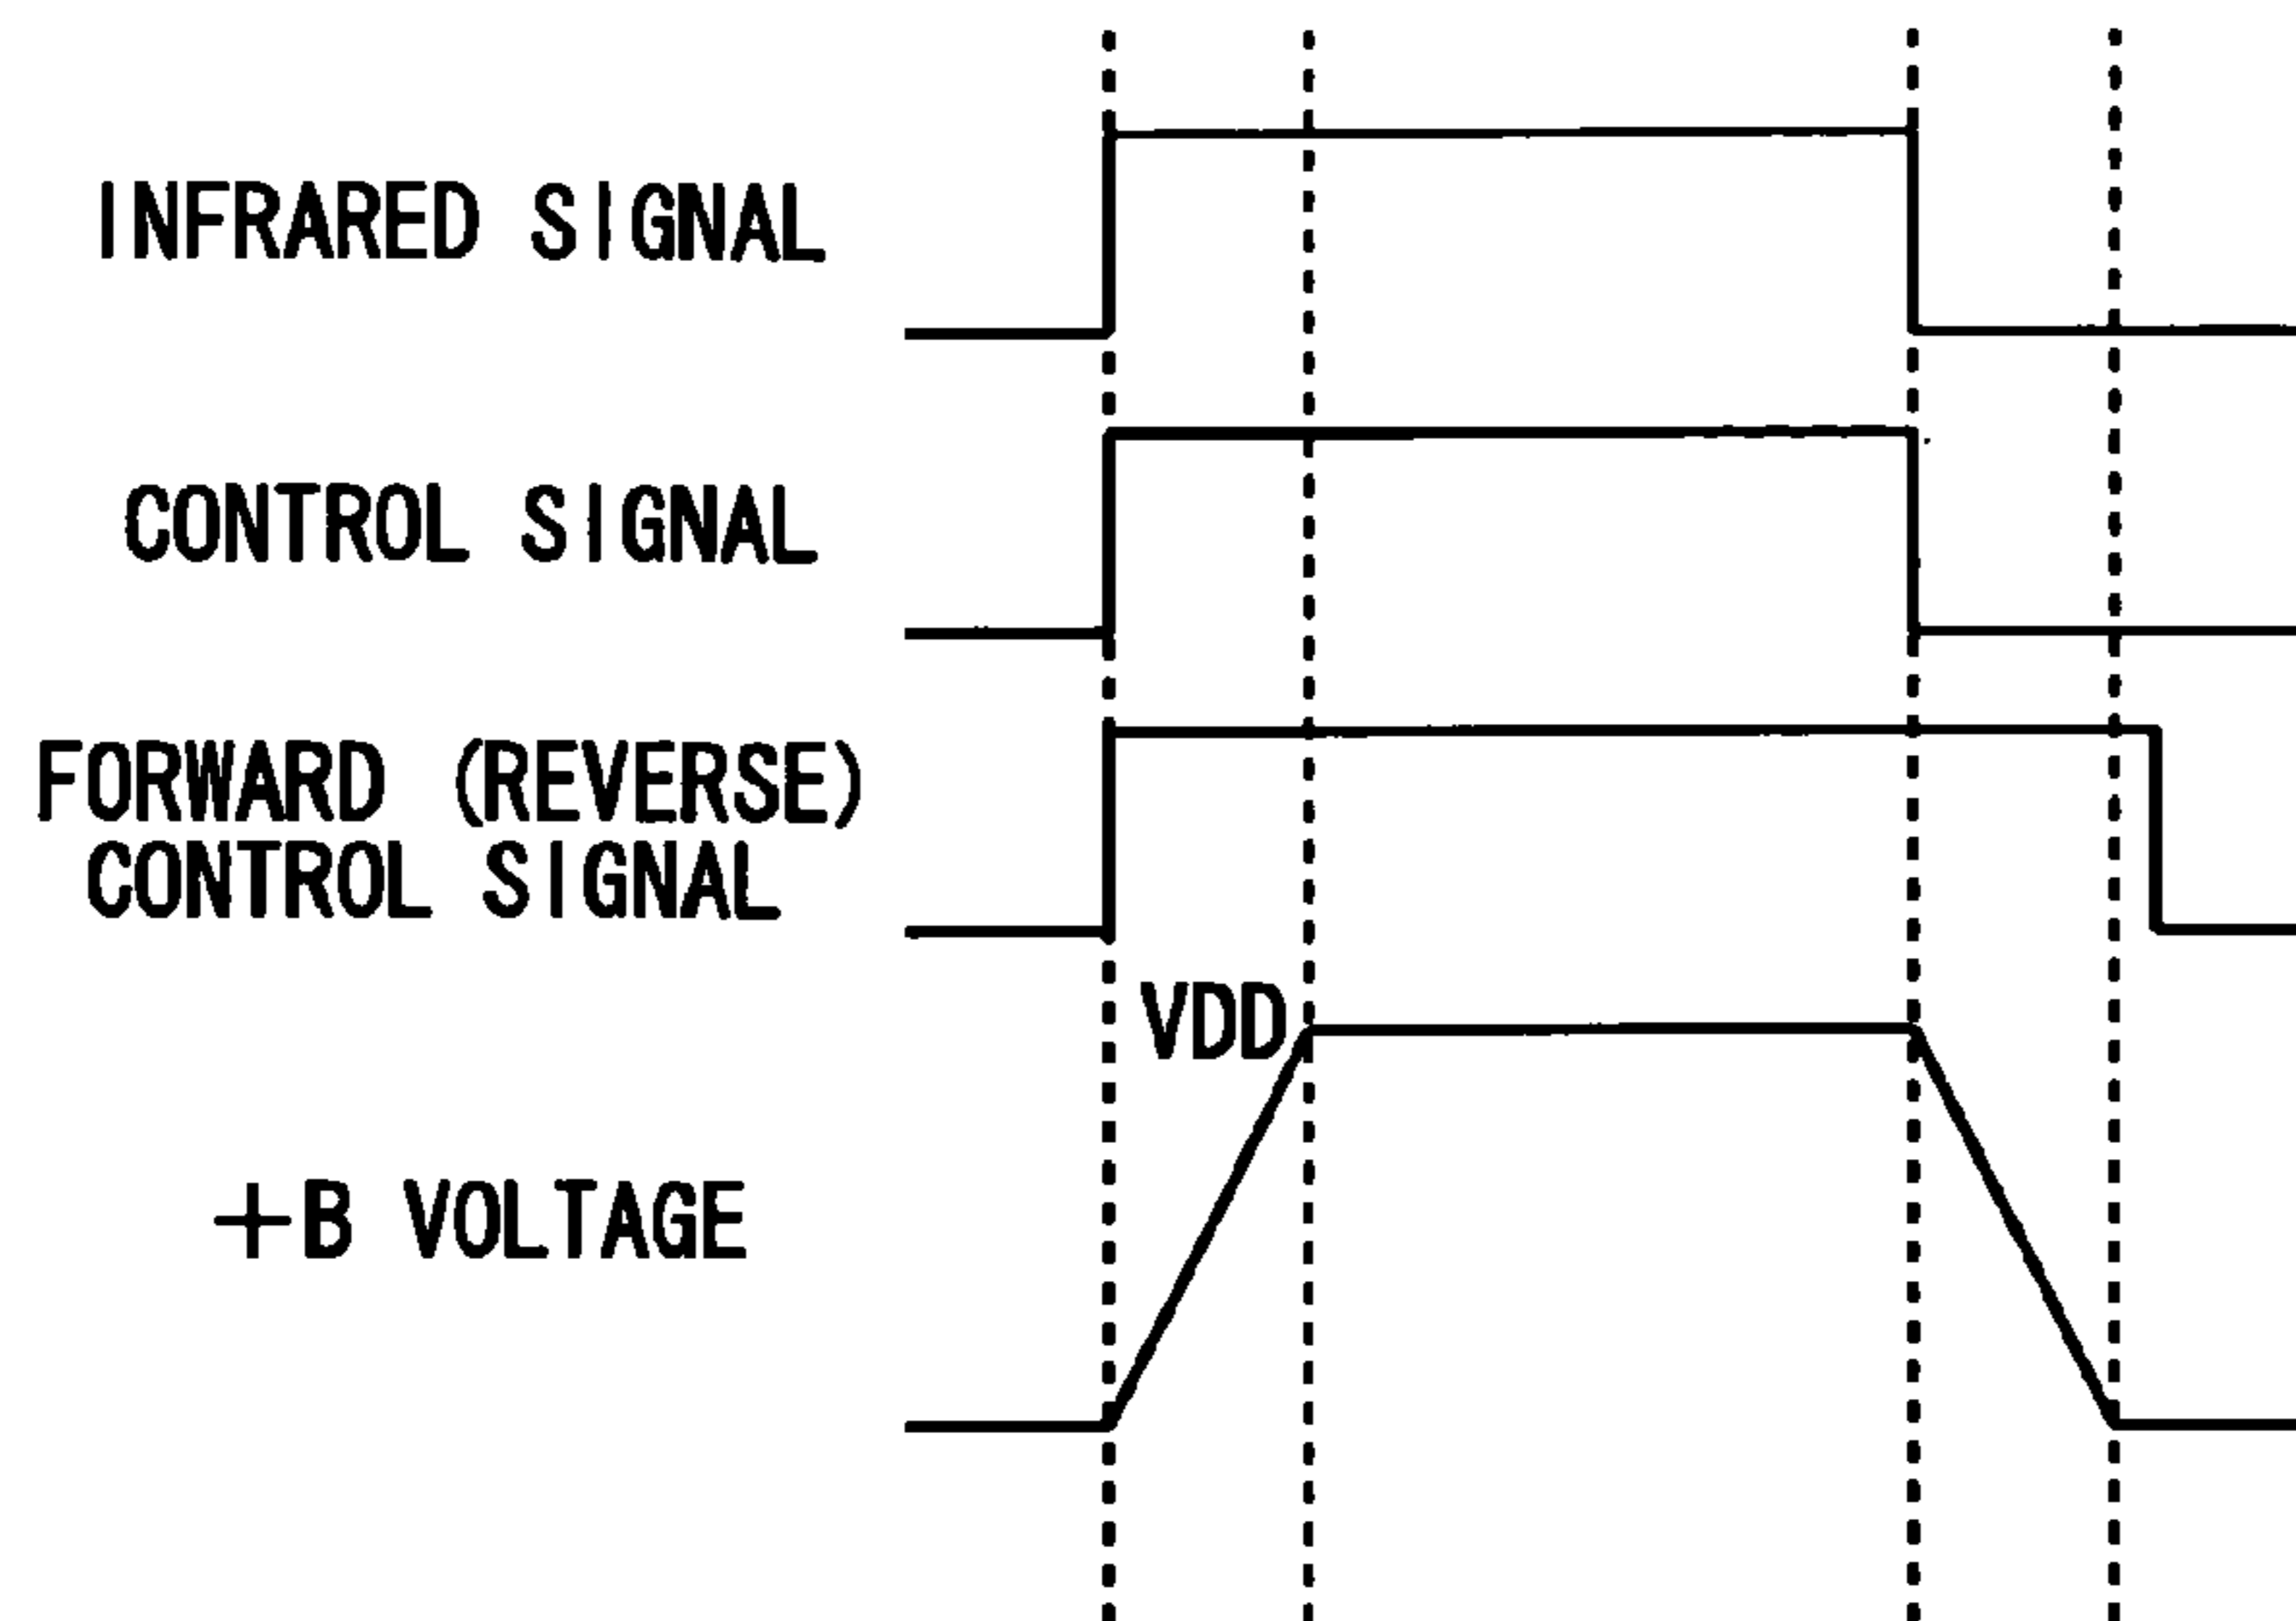 INFRARED SIGNAL
CONTROL SIGNAL
FORWARD (REVERSE)
CONTROL SIGNAL
VDD
+B VOLTAGE